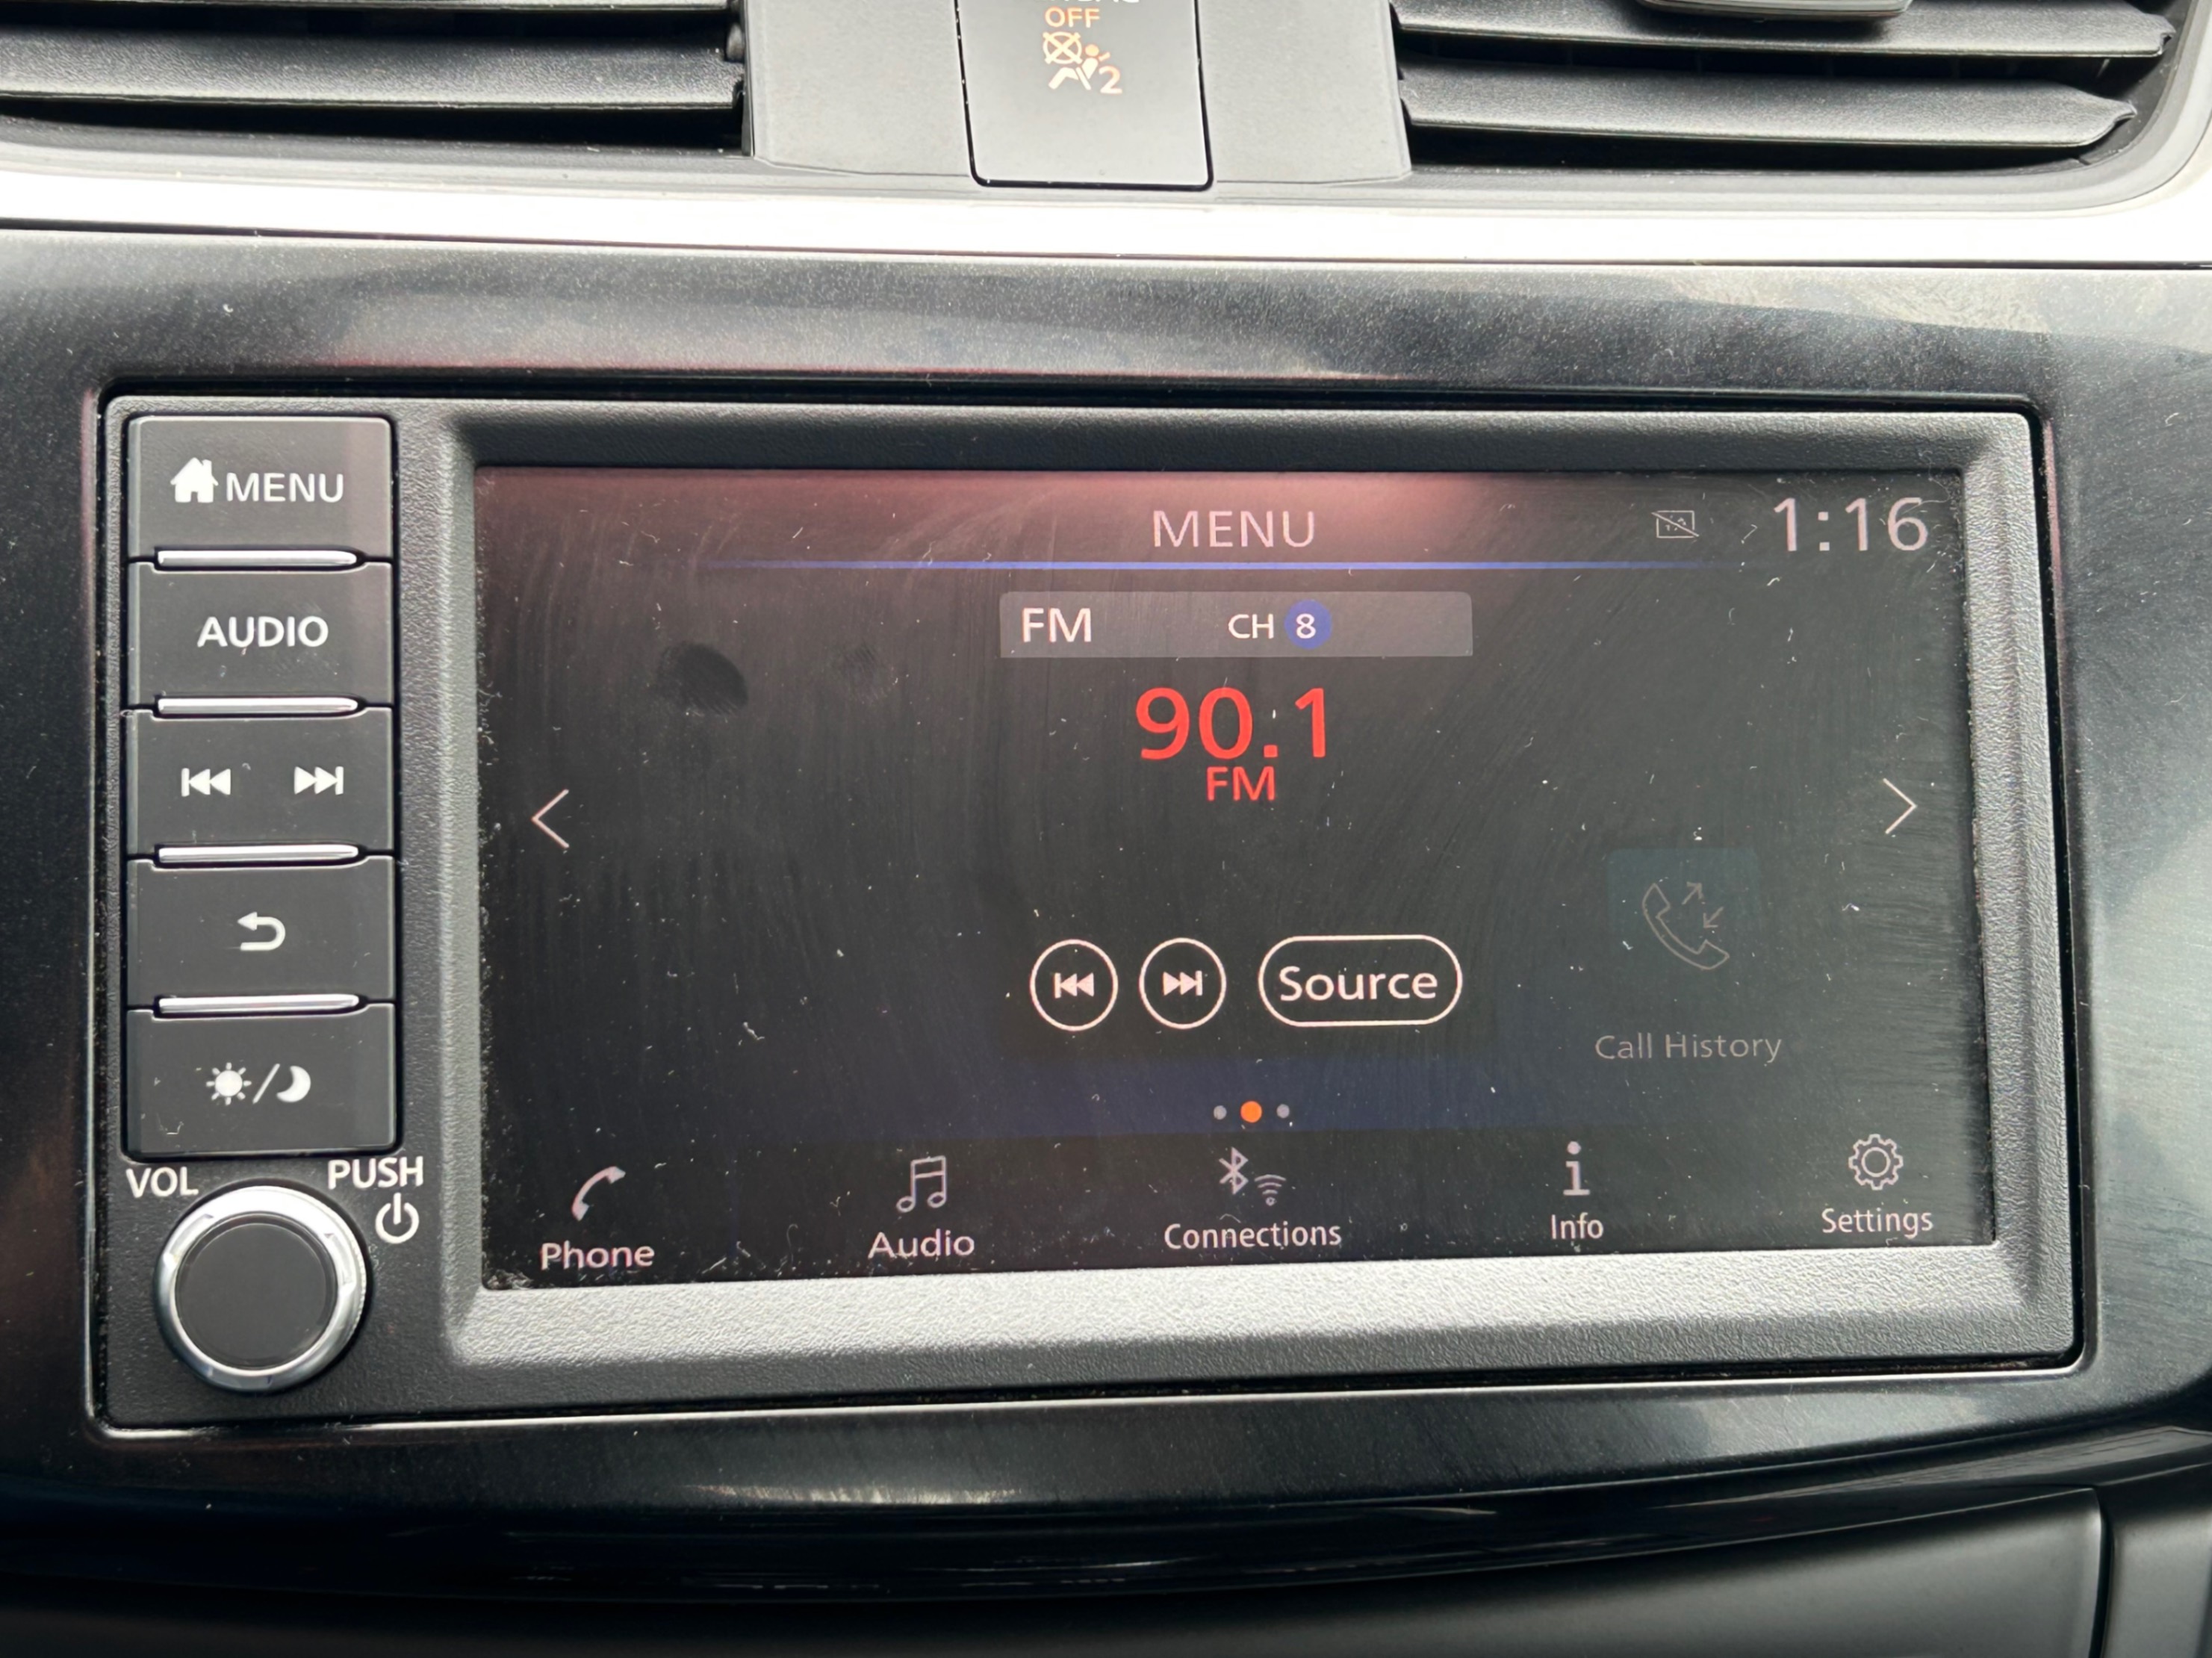 OFF
2
MENU
AUDIO
VOL
PUSH
MENU
1:16
FM CH 8
90.1
FM
Source
Call History
Phone
Audio
Connections
Info
Settings